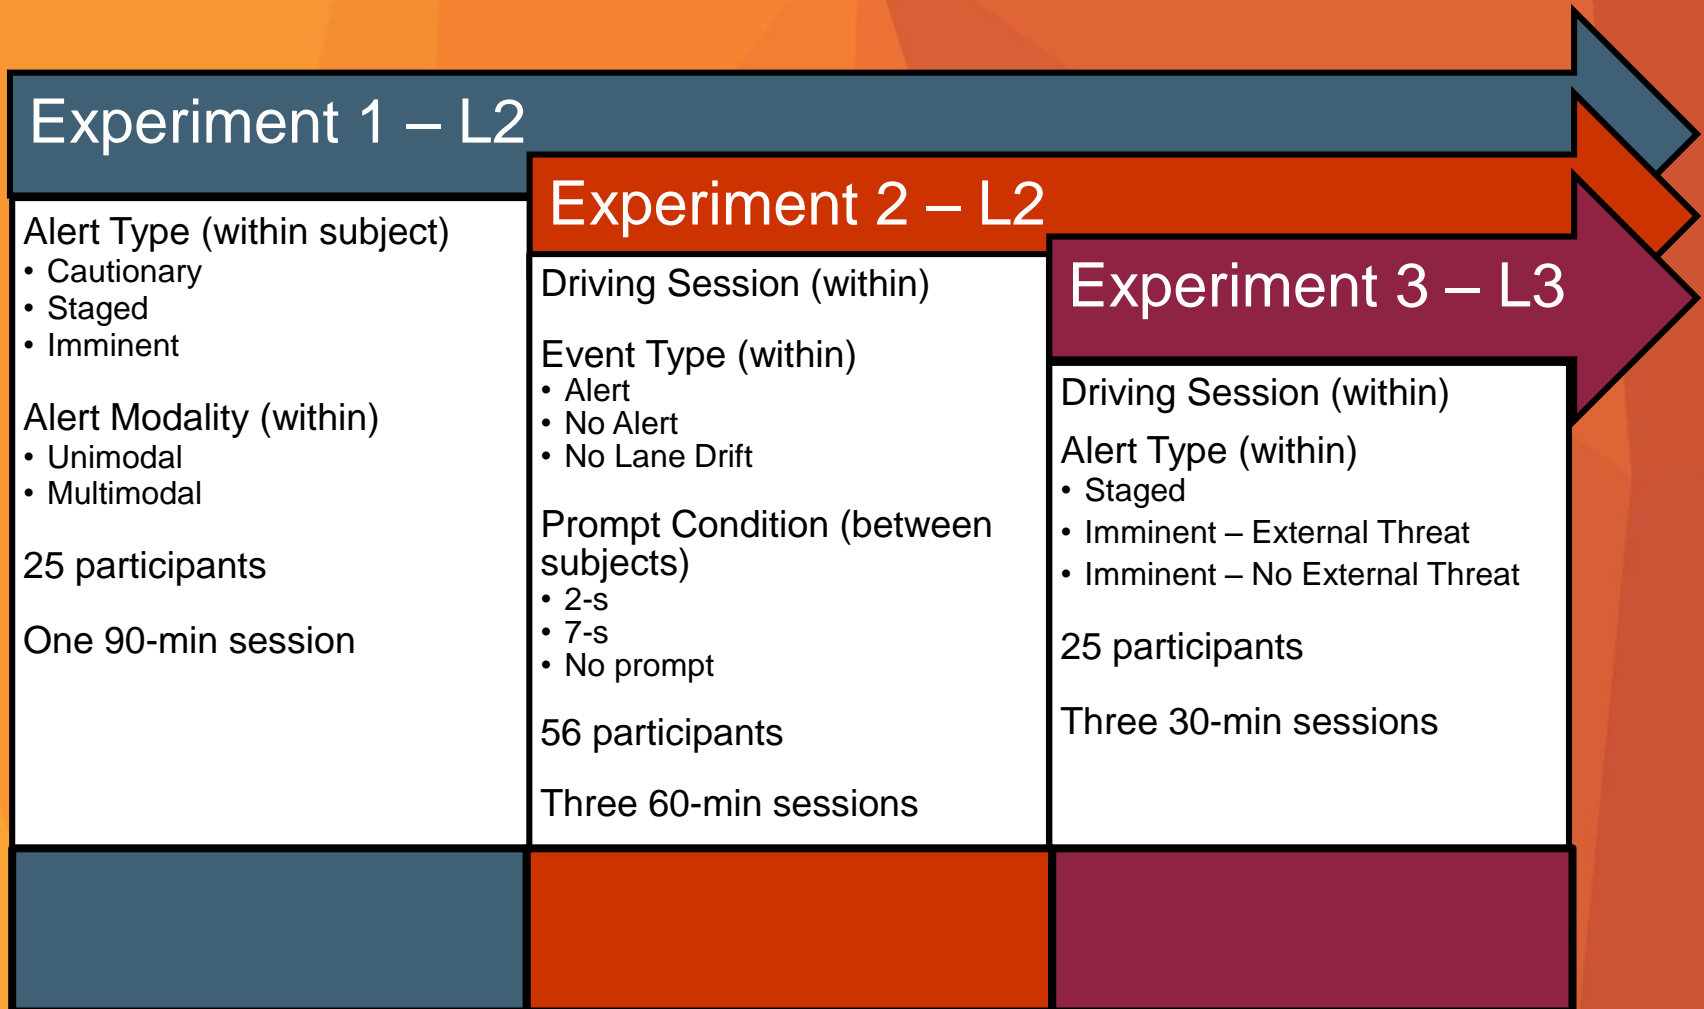 Experiment 1 – L2
Alert Type (within subject)
• Cautionary
• Staged
• Imminent
Alert Modality (within)
• Unimodal
• Multimodal
25 participants
One 90-min session
Experiment 2 – L2
Driving Session (within)
Event Type (within)
• Alert
• No Alert
• No Lane Drift
Prompt Condition (between
subjects)
• 2-s
• 7-s
• No prompt
56 participants
Three 60-min sessions
Experiment 3 – L3
Driving Session (within)
Alert Type (within)
• Staged
• Imminent – External Threat
• Imminent – No External Threat
25 participants
Three 30-min sessions